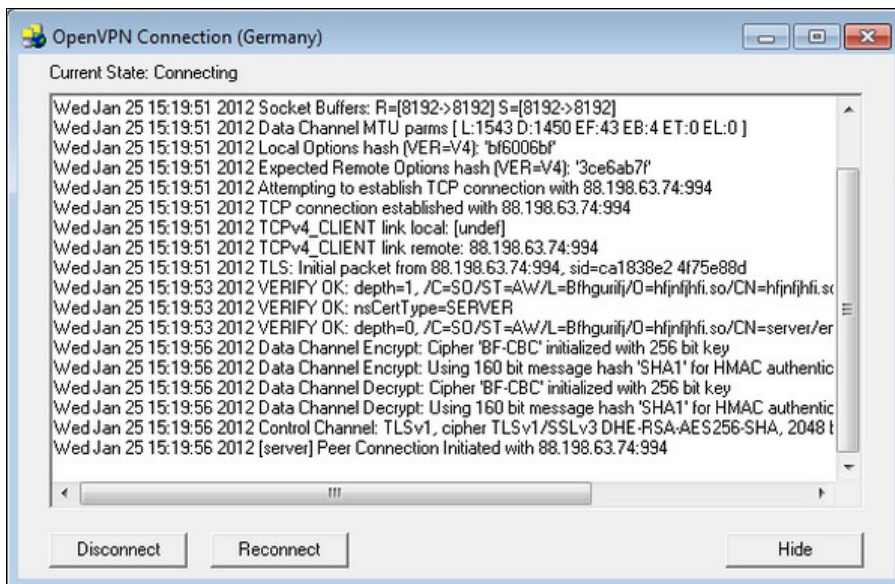 OpenVPN Connection (Germany)
Current State: Connecting
Wed Jan 25 15:19:51 2012 Socket Buffers: R=[8192->8192] S=[8192->8192]
Wed Jan 25 15:19:51 2012 Data Channel MTU parms [ L:1543 D:1450 EF:43 EB:4 ET:0 EL:0 ]
Wed Jan 25 15:19:51 2012 Local Options hash (VER=V4): 'bf6006bf'
Wed Jan 25 15:19:51 2012 Expected Remote Options hash (VER=V4): '3ce6ab7f'
Wed Jan 25 15:19:51 2012 Attempting to establish TCP connection with 88.198.63.74:994
Wed Jan 25 15:19:51 2012 TCP connection established with 88.198.63.74:994
Wed Jan 25 15:19:51 2012 TCPv4_CLIENT link local: [undef]
Wed Jan 25 15:19:51 2012 TCPv4_CLIENT link remote: 88.198.63.74:994
Wed Jan 25 15:19:51 2012 TLS: Initial packet from 88.198.63.74:994, sid=ca1838e2 4f75e88d
Wed Jan 25 15:19:53 2012 VERIFY OK: depth=1, /C=SO/ST=AW/L=Bfhgurifj/O=hfjnfjhfi.so/CN=hfjnfjhfi.so
Wed Jan 25 15:19:53 2012 VERIFY OK: nsCertType=SERVER
Wed Jan 25 15:19:53 2012 VERIFY OK: depth=0, /C=SO/ST=AW/L=Bfhgurifj/O=hfjnfjhfi.so/CN=server/er
Wed Jan 25 15:19:56 2012 Data Channel Encrypt: Cipher 'BF-CBC' initialized with 256 bit key
Wed Jan 25 15:19:56 2012 Data Channel Encrypt: Using 160 bit message hash 'SHA1' for HMAC authentic
Wed Jan 25 15:19:56 2012 Data Channel Decrypt: Cipher 'BF-CBC' initialized with 256 bit key
Wed Jan 25 15:19:56 2012 Data Channel Decrypt: Using 160 bit message hash 'SHA1' for HMAC authentic
Wed Jan 25 15:19:56 2012 Control Channel: TLSv1, cipher TLSv1/SSLv3 DHE-RSA-AES256-SHA, 2048 b
Wed Jan 25 15:19:56 2012 [server] Peer Connection Initiated with 88.198.63.74:994
Disconnect
Reconnect
Hide